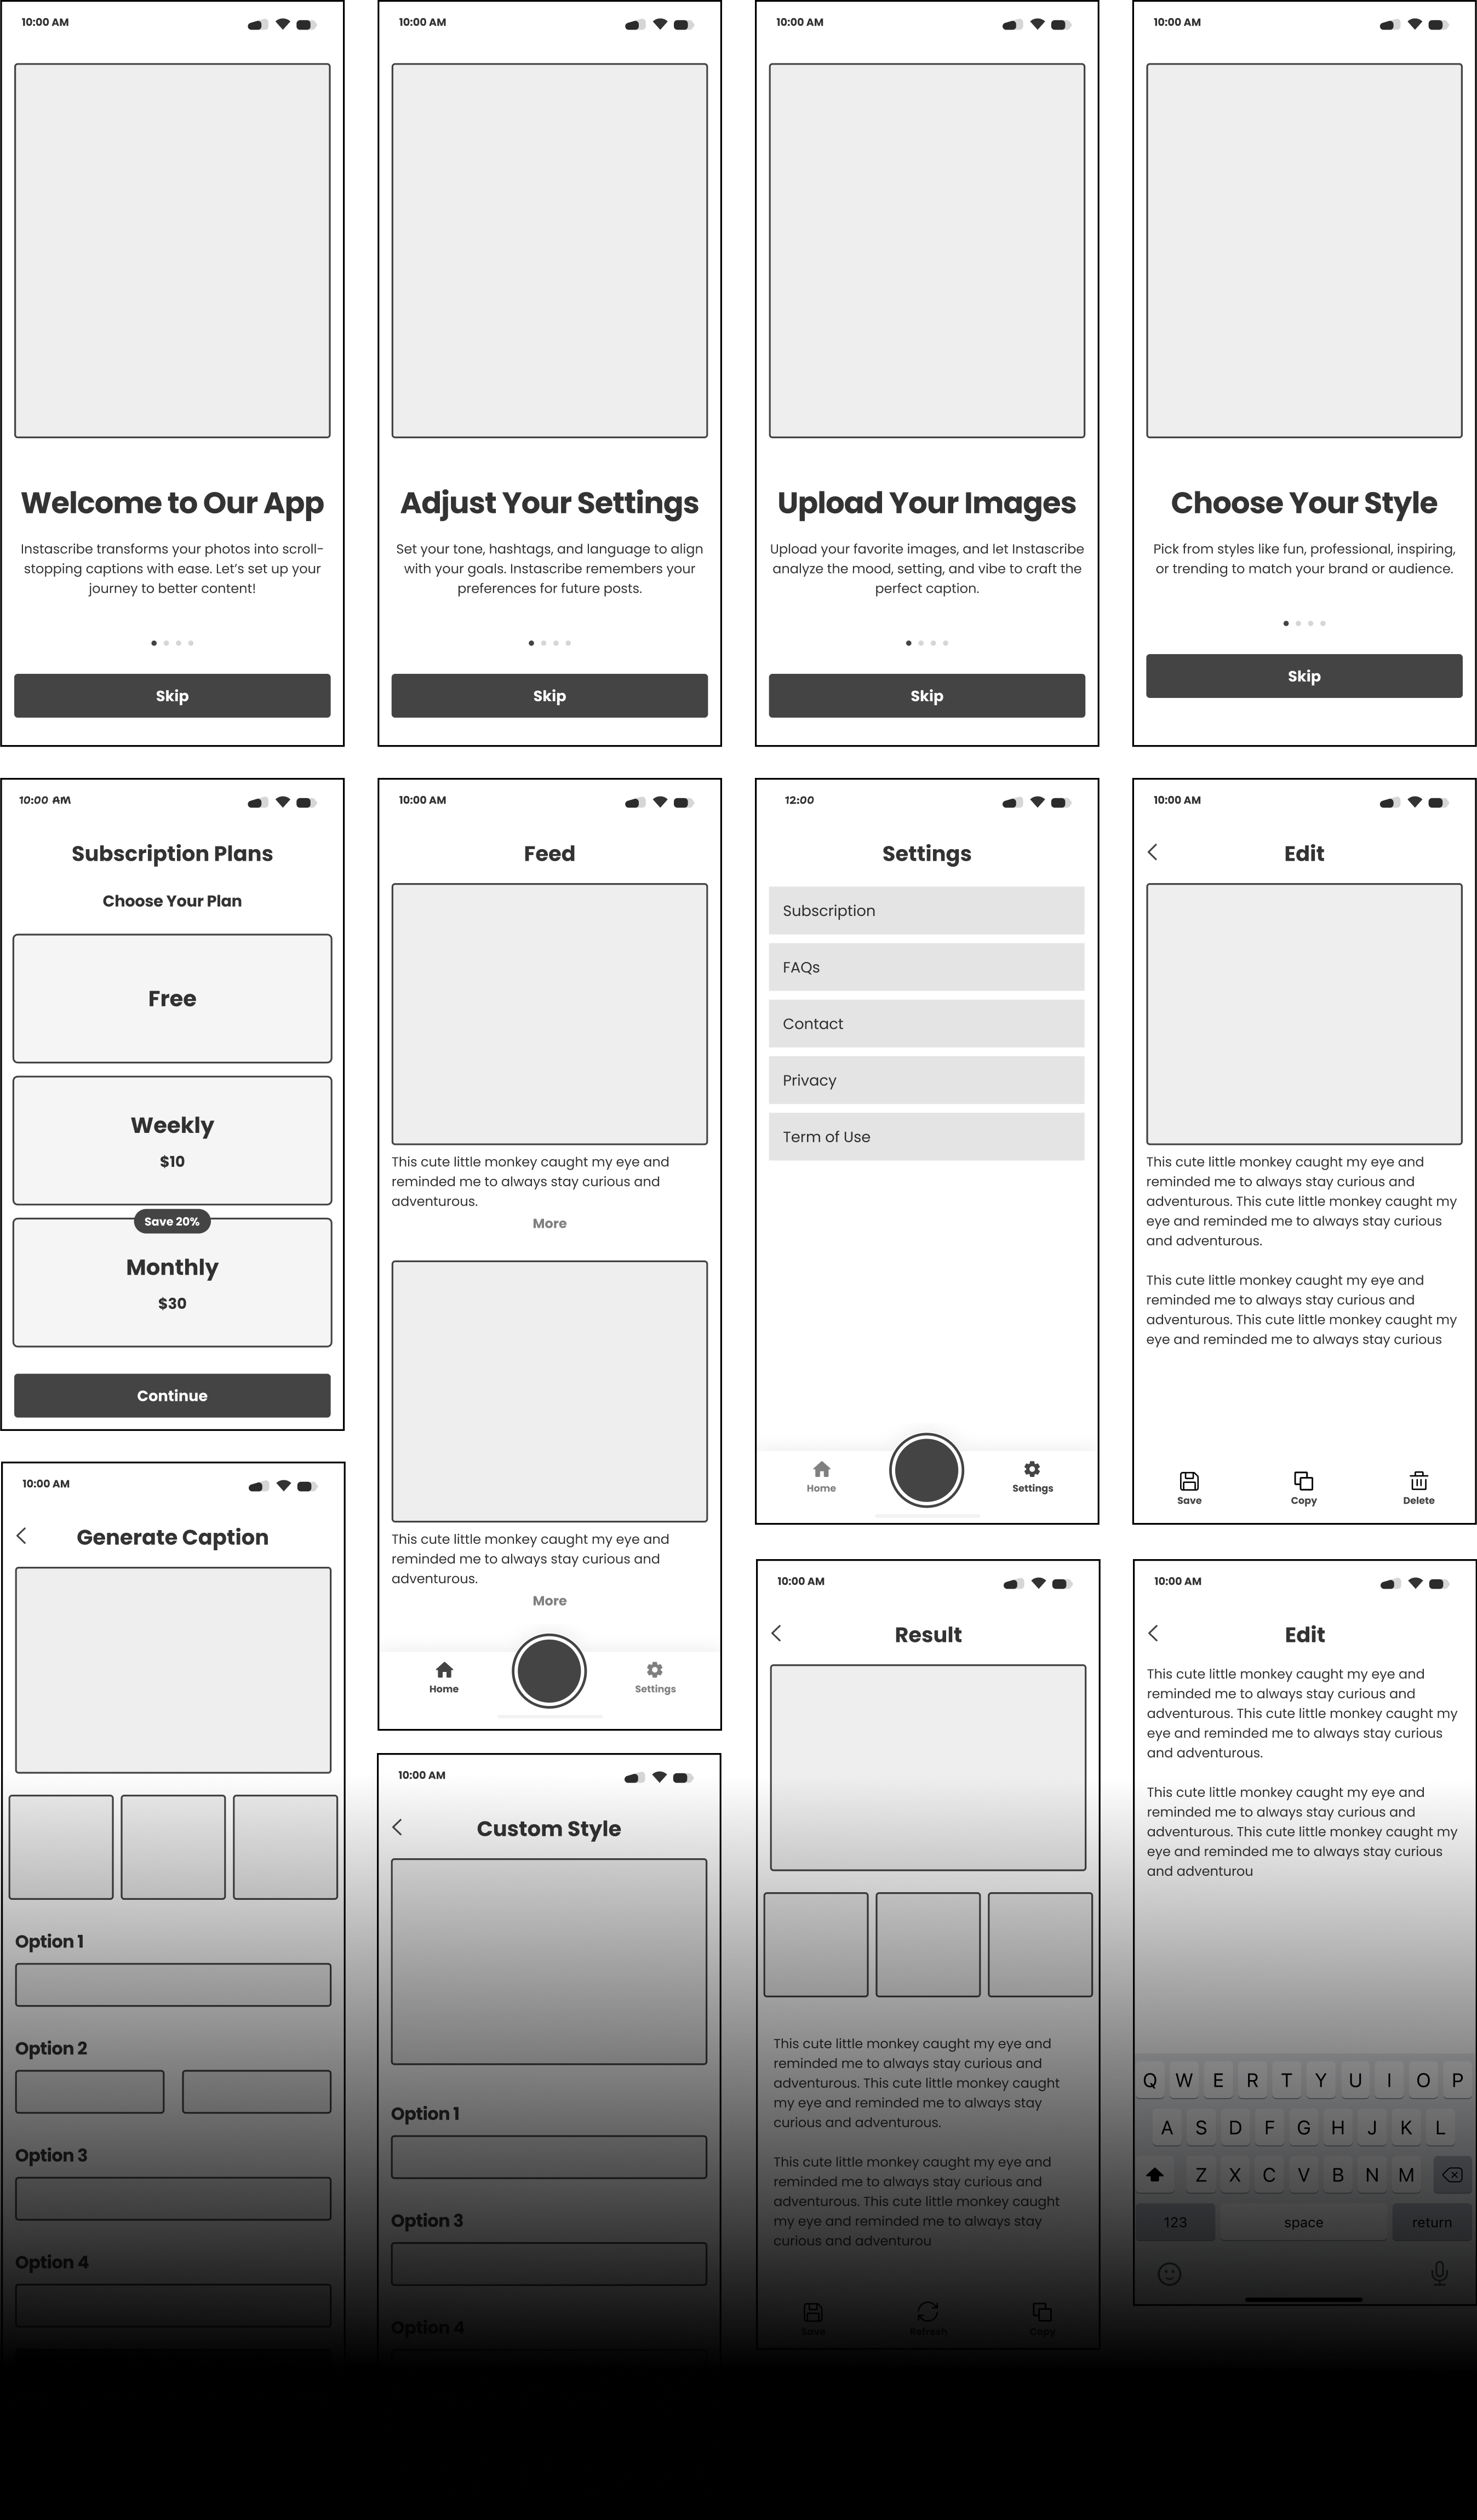 10:00 AM
Welcome to Our App
Instascribe transforms your photos into scroll-
stopping captions with ease. Let's set up your
journey to better content!
Skip
10:00 AM
Adjust Your Settings
Set your tone, hashtags, and language to align
with your goals. Instascribe remembers your
preferences for future posts.
Skip
10:00 AM
Upload Your Images
Upload your favorite images, and let Instascribe
analyze the mood, setting, and vibe to craft the
perfect caption.
Skip
10:00 AM
Choose Your Style
Pick from styles like fun, professional, inspiring,
or trending to match your brand or audience.
Skip
10:00 AM
Subscription Plans
Choose Your Plan
Free
Weekly
$10
Save 20%
Monthly
$30
Continue
10:00 AM
Feed
This cute little monkey caught my eye and
reminded me to always stay curious and
adventurous.
More
This cute little monkey caught my eye and
reminded me to always stay curious and
adventurous.
More
Home
Settings
12:00
Settings
Subscription
FAQs
Contact
Privacy
Term of Use
Home
Settings
10:00 AM
Edit
This cute little monkey caught my eye and
reminded me to always stay curious and
adventurous. This cute little monkey caught my
eye and reminded me to always stay curious
and adventurous.
This cute little monkey caught my eye and
reminded me to always stay curious and
adventurous. This cute little monkey caught my
eye and reminded me to always stay curious
Save
Copy
Delete
10:00 AM
Generate Caption
Option 1
Option 2
Option 3
Option 4
10:00 AM
Custom Style
Option 1
Option 3
Option 4
10:00 AM
Result
This cute little monkey caught my eye and
reminded me to always stay curious and
adventurous. This cute little monkey caught
my eye and reminded me to always stay
curious and adventurous.
This cute little monkey caught my eye and
reminded me to always stay curious and
adventurous. This cute little monkey caught
my eye and reminded me to always stay
curious and adventurou
Save
Refresh
Copy
10:00 AM
Edit
This cute little monkey caught my eye and
reminded me to always stay curious and
adventurous. This cute little monkey caught my
eye and reminded me to always stay curious
and adventurous.
This cute little monkey caught my eye and
reminded me to always stay curious and
adventurous. This cute little monkey caught my
eye and reminded me to always stay curious
and adventurou
Q W E R T Y U I O P
A S D F G H J K L
Z X C V B N M
123 space return